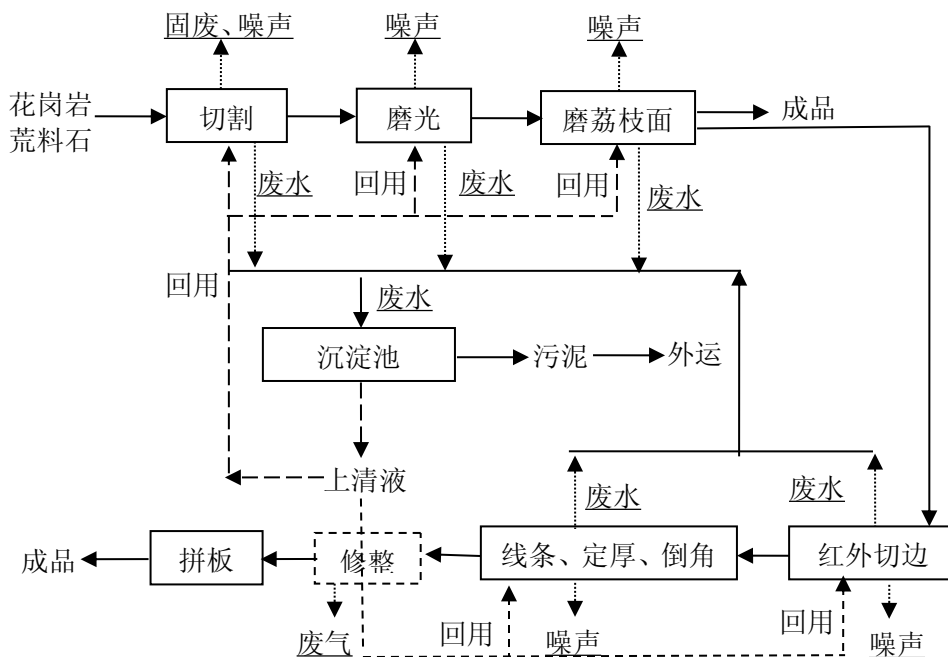 固废、噪声
噪声
噪声
花岗岩
荒料石
切割
磨光
磨荔枝面
成品
废水
回用
废水
回用
废水
回用
废水
沉淀池
污泥
外运
上清液
废水
废水
成品
拼板
修整
线条、定厚、倒角
红外切边
废气
回用
噪声
回用
噪声